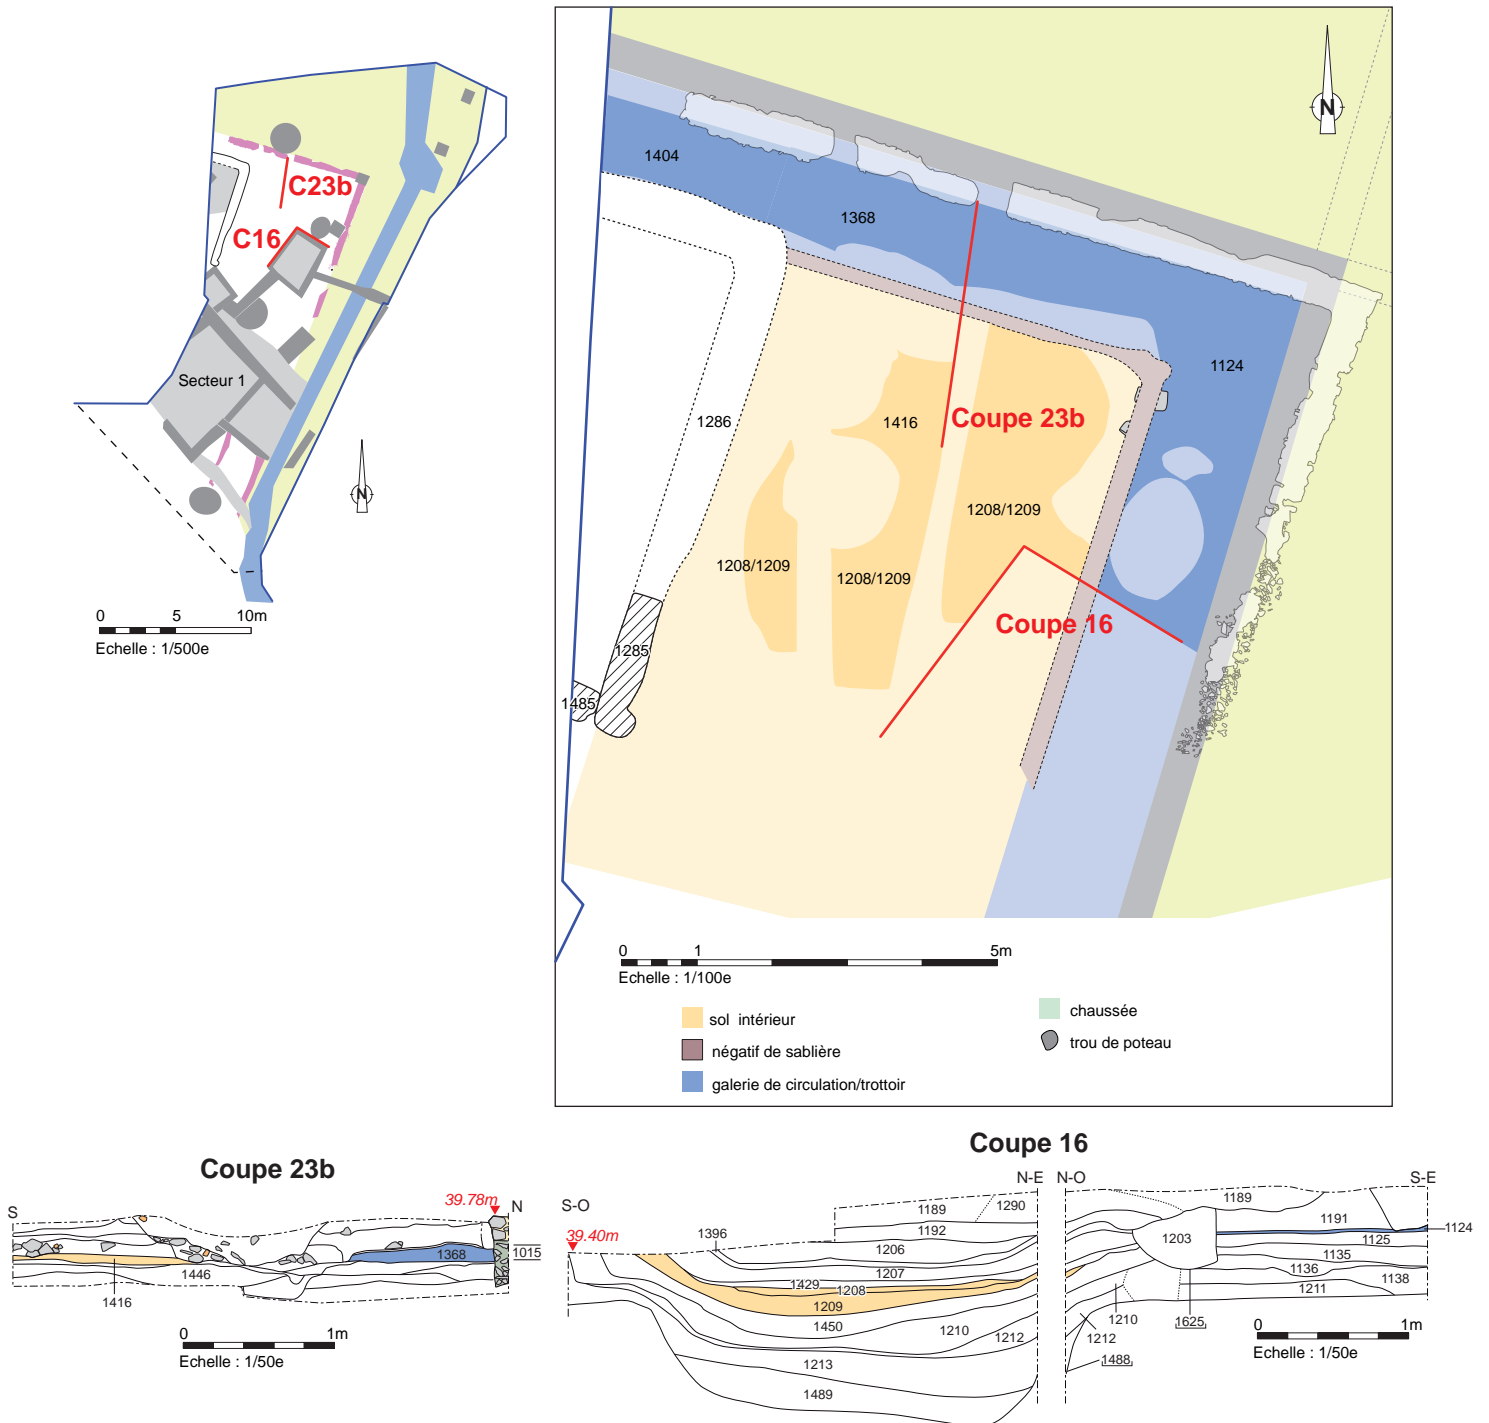 C23b
C16
Secteur 1
N
0 5 10m
Echelle : 1/500e
N
1404
1368
1124
1286
1416
Coupe 23b
1208/1209
1208/1209
1208/1209
Coupe 16
1285
1485
0 1 5m
Echelle : 1/100e
sol intérieur
négatif de sablière
galerie de circulation/trottoir
chaussée
trou de poteau
Coupe 23b
S
39.78m
N
1368
1015
1446
1416
0 1m
Echelle : 1/50e
Coupe 16
S-O
N-E
N-O
S-E
39.40m
1189
1290
1189
1396
1192
1191
1124
1206
1203
1125
1207
1135
1429
1208
1136
1138
1209
1211
1450
1210
1212
1210
1212
1625
1213
1488
1489
0 1m
Echelle : 1/50e